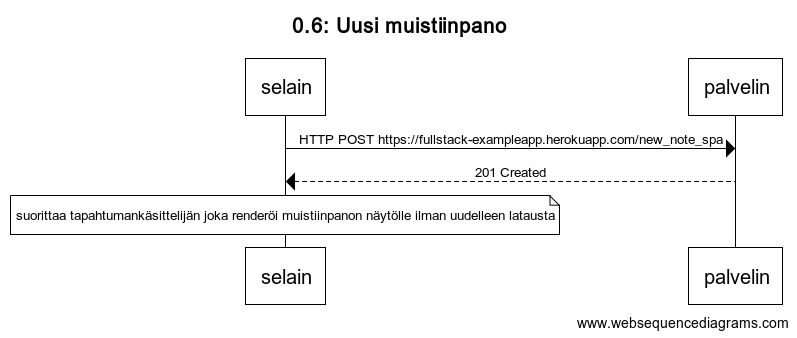 0.6: Uusi muistiinpano
selain
palvelin
HTTP POST https://fullstack-exampleapp.herokuapp.com/new_note_spa
201 Created
suorittaa tapahtumankäsittelijän joka renderöi muistiinpanon näytölle ilman uudelleen latausta
selain
palvelin
www.websequencediagrams.com